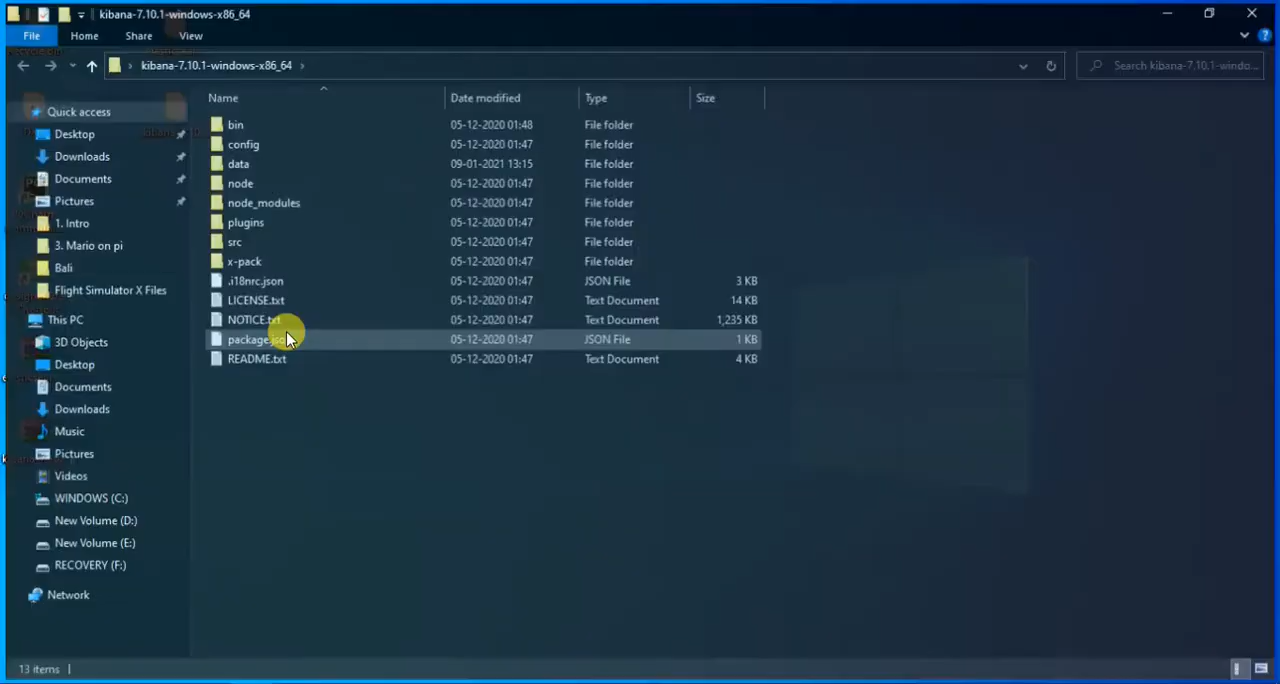 kibana-7.10.1-windows-x86_64
File Home Share View
kibana-7.10.1-windows-x86_64
Search kibana-7.10.1-windo...
Name Date modified Type Size
Quick access
Desktop
Downloads
Documents
Pictures
1. Intro
3. Mario on pi
Bali
Flight Simulator X Files
This PC
3D Objects
Desktop
Documents
Downloads
Music
Pictures
Videos
WINDOWS (C:)
New Volume (D:)
New Volume (E:)
RECOVERY (F:)
Network
bin 05-12-2020 01:48 File folder
config 05-12-2020 01:47 File folder
data 09-01-2021 13:15 File folder
node 05-12-2020 01:47 File folder
node_modules 05-12-2020 01:47 File folder
plugins 05-12-2020 01:47 File folder
src 05-12-2020 01:47 File folder
x-pack 05-12-2020 01:47 File folder
.i18nrc.json 05-12-2020 01:47 JSON File 3 KB
LICENSE.txt 05-12-2020 01:47 Text Document 14 KB
NOTICE.txt 05-12-2020 01:47 Text Document 1,235 KB
package.json 05-12-2020 01:47 JSON File 1 KB
README.txt 05-12-2020 01:47 Text Document 4 KB
13 items